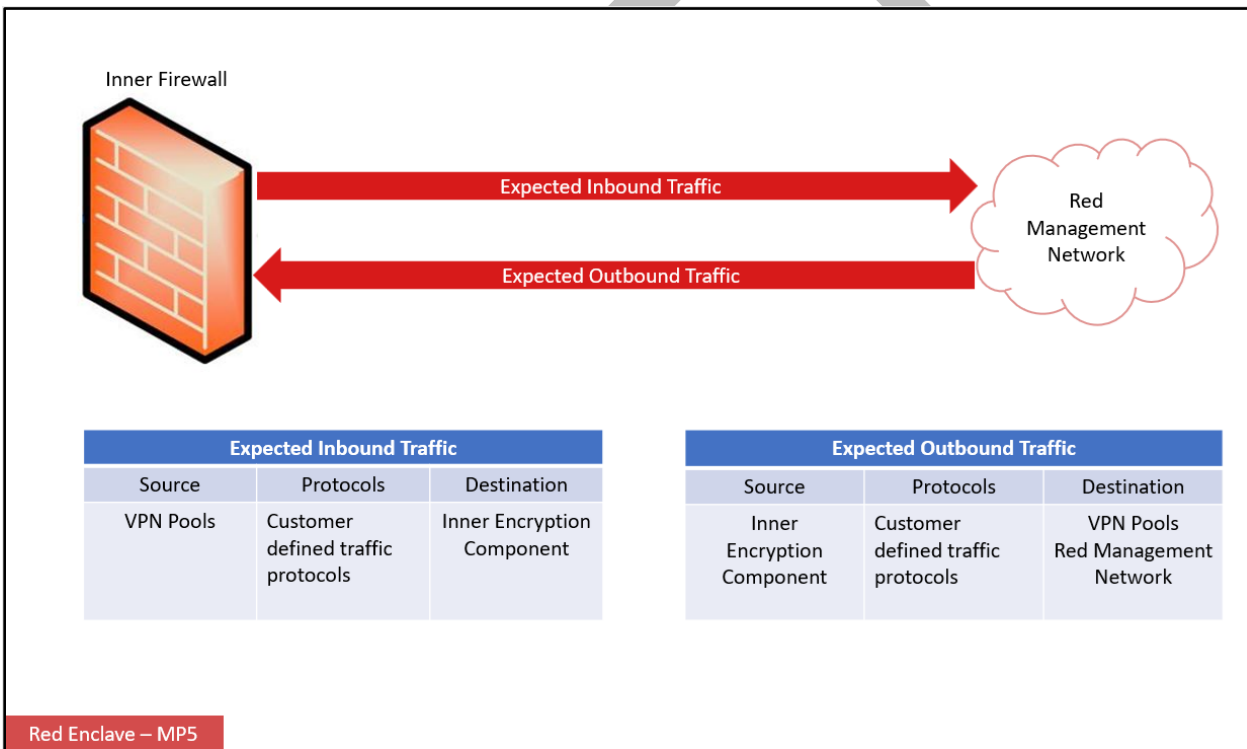 Inner Firewall
Expected Inbound Traffic
Red
Management
Network
Expected Outbound Traffic
Expected Inbound Traffic
Source Protocols Destination
VPN Pools Customer Inner Encryption
defined traffic Component
protocols
Expected Outbound Traffic
Source Protocols Destination
Inner Customer VPN Pools
Encryption defined traffic Red Management
Component protocols Network
Red Enclave – MP5